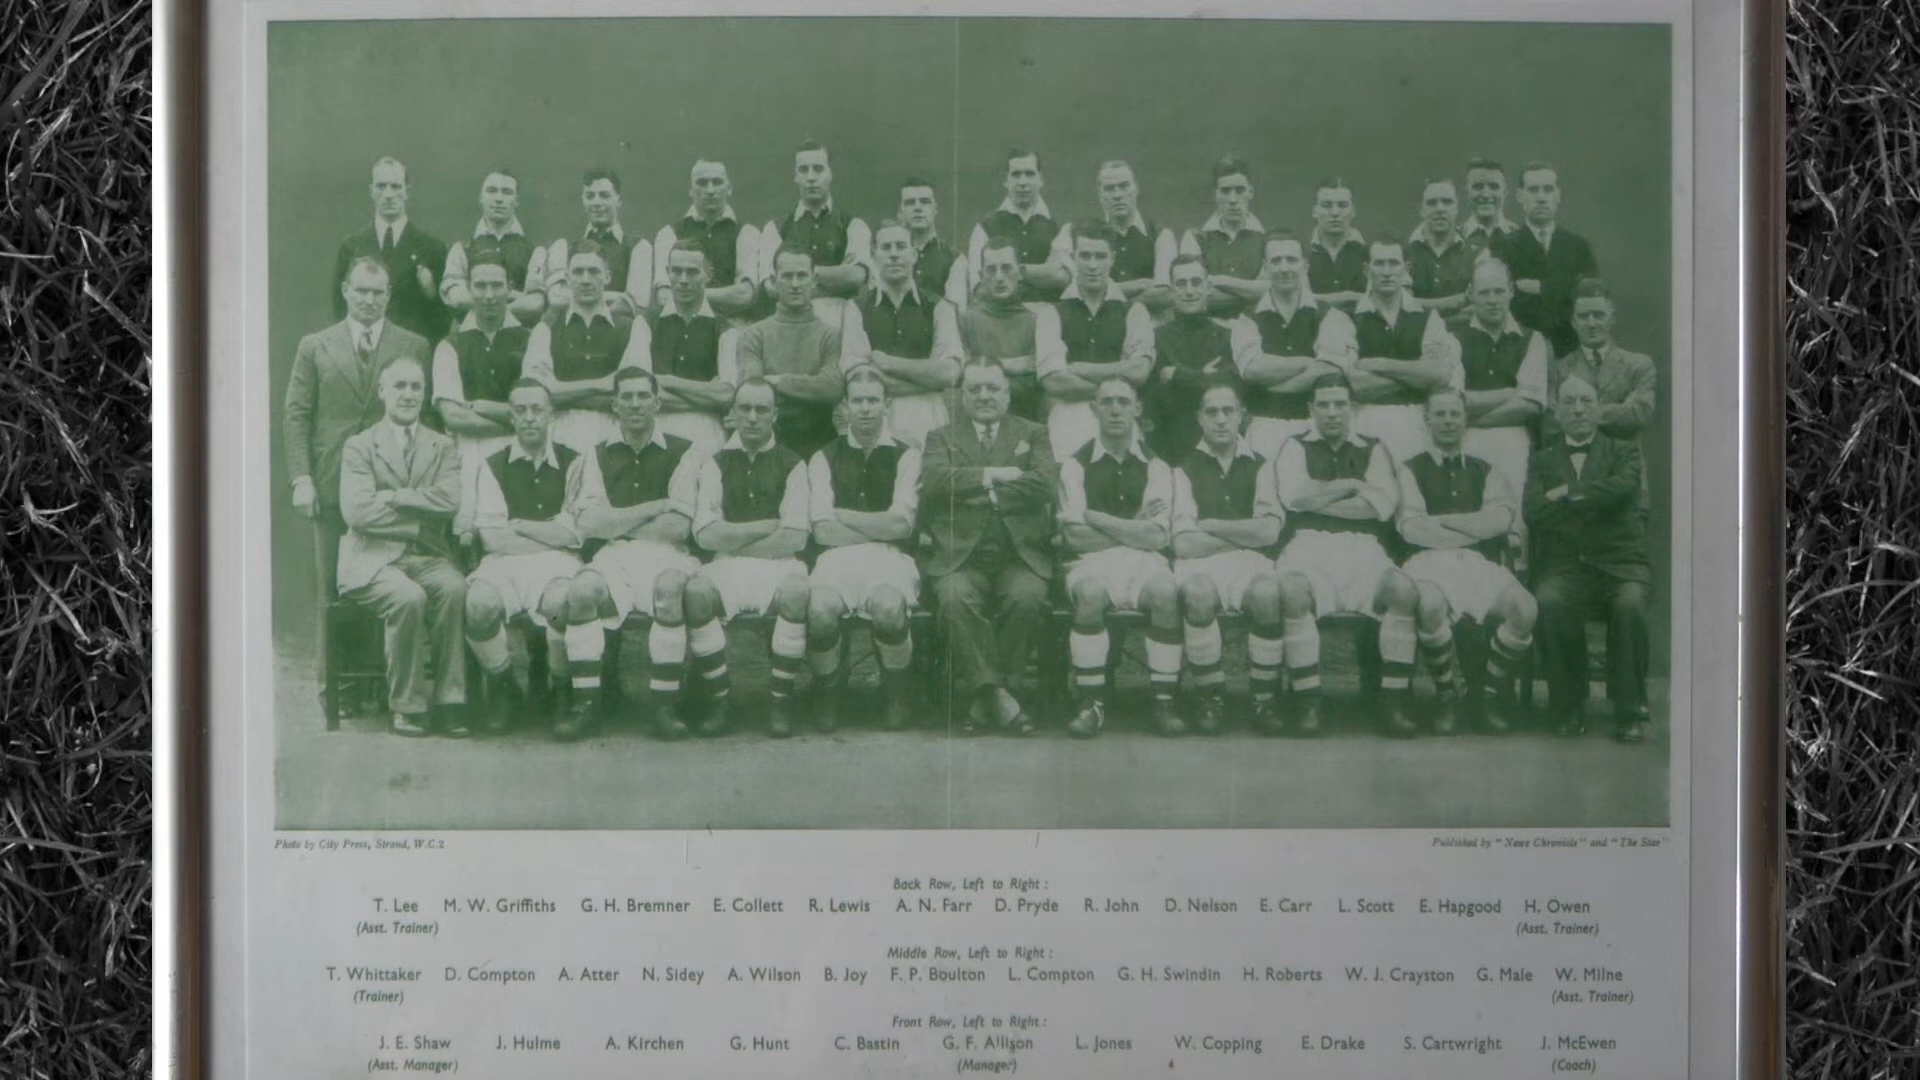 Photo by City Press, Strand, W.C.2
Published by "News Chronicle" and "The Star"
Back Row, Left to Right :
T. Lee M. W. Griffiths G. H. Bremner E. Collett R. Lewis A. N. Farr D. Pryde R. John D. Nelson E. Carr L. Scott E. Hapgood H. Owen
(Asst. Trainer) (Asst. Trainer)
Middle Row, Left to Right :
T. Whittaker D. Compton A. Atter N. Sidey A. Wilson B. Joy F. P. Boulton L. Compton G. H. Swindin H. Roberts W. J. Crayston G. Male W. Milne
(Trainer) (Asst. Trainer)
Front Row, Left to Right :
J. E. Shaw J. Hulme A. Kirchen G. Hunt C. Bastin G. F. Allison L. Jones W. Copping E. Drake S. Cartwright J. McEwen
(Asst. Manager) (Manager) (Coach)